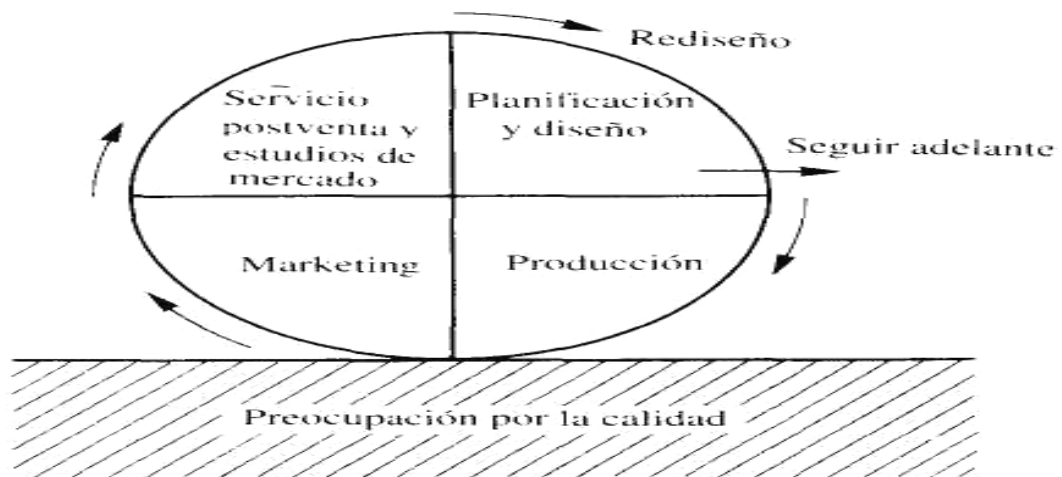 Rediseño
Servicio
postventa y
estudios de
mercado
Planificación
y diseño
Seguir adelante
Marketing
Producción
Preocupación por la calidad